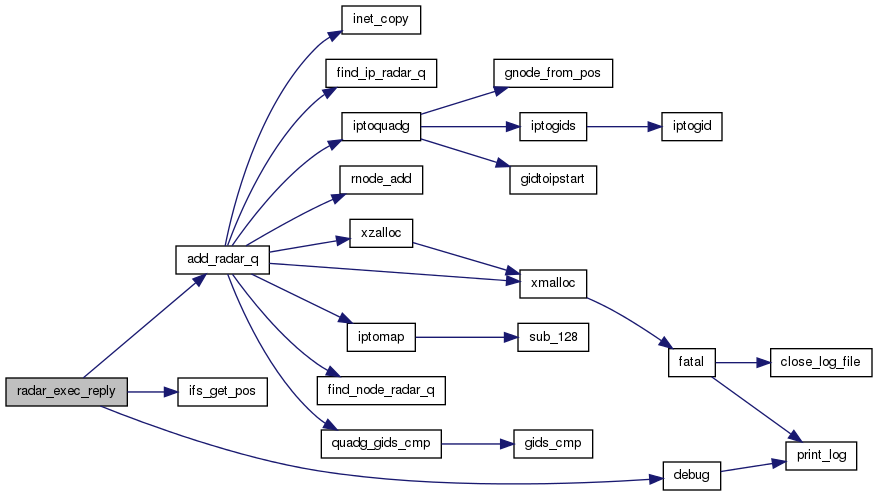 inet_copy
find_ip_radar_q
gnode_from_pos
iptoquadg
iptogids
iptogid
rnode_add
gidtoipstart
xzalloc
add_radar_q
xmalloc
iptomap
sub_128
fatal
close_log_file
radar_exec_reply
ifs_get_pos
find_node_radar_q
quadg_gids_cmp
gids_cmp
print_log
debug